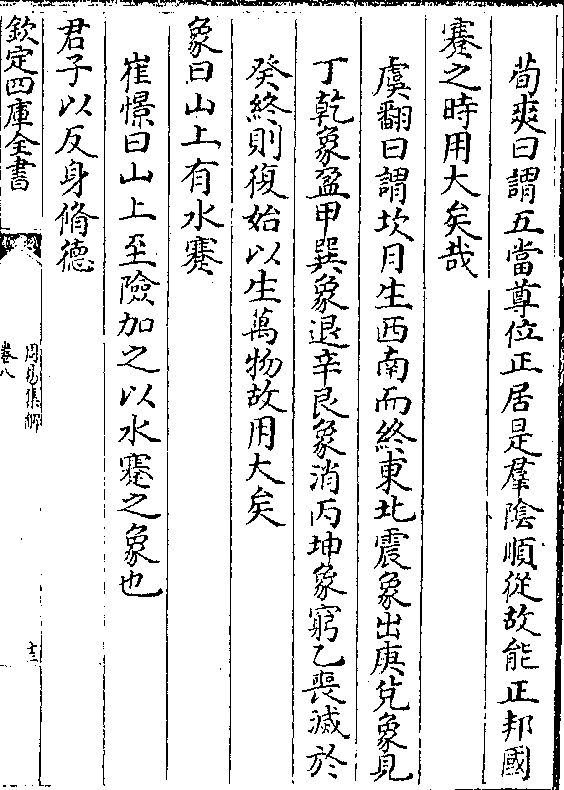 荀爽曰謂五當尊位正居是羣陰順從故能正邦國
蹇之時用大矣哉
虞翻曰謂坎月生西南而終東北震象出庚兌象見
丁乾象盈甲巽象退辛艮象消丙坤象窮乙喪滅於
癸終則復始以生萬物故用大矣
象曰山上有水蹇
崔憬曰山上至險加之以水蹇之象也
君子以反身脩德
欽定四庫全書
周易集解
卷八
十三